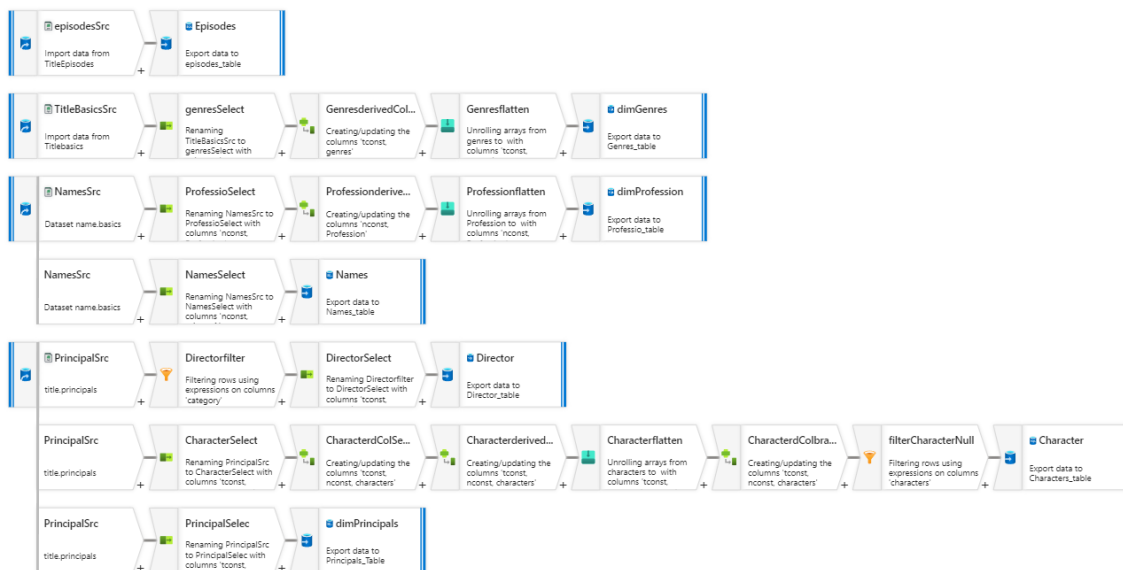 episodesSrc
Import data from
TitleEpisodes
+
Episodes
Export data to
episodes_table
TitleBasicsSrc
Import data from
Titlebasics
+
genresSelect
Renaming
TitleBasicsSrc to
genresSelect with
+
GenresderivedCol...
Creating/updating the
columns 'tconst,
genres'
+
Genresflatten
Unrolling arrays from
genres to with
columns 'tconst,
+
dimGenres
Export data to
Genres_table
NamesSrc
Dataset name.basics
+
ProfessioSelect
Renaming NamesSrc to
ProfessioSelect with
columns 'nconst,
+
Professionderive...
Creating/updating the
columns 'nconst,
Profession'
+
Professionflatten
Unrolling arrays from
Profession to with
columns 'nconst,
+
dimProfession
Export data to
Professio_table
NamesSrc
Dataset name.basics
+
NamesSelect
Renaming NamesSrc to
NamesSelect with
columns 'nconst,
+
Names
Export data to
Names_table
PrincipalSrc
title.principals
+
Directorfilter
Filtering rows using
expressions on columns
'category'
+
DirectorSelect
Renaming Directorfilter
to DirectorSelect with
columns 'tconst,
+
Director
Export data to
Director_table
PrincipalSrc
title.principals
+
CharacterSelect
Renaming PrincipalSrc
to CharacterSelect with
columns 'tconst,
+
CharacterdColSe...
Creating/updating the
columns 'tconst,
nconst, characters'
+
Characterderived...
Creating/updating the
columns 'tconst,
nconst, characters'
+
Characterflatten
Unrolling arrays from
characters to with
columns 'tconst,
+
CharacterdColbra...
Creating/updating the
columns 'tconst,
nconst, characters'
+
filterCharacterNull
Filtering rows using
expressions on columns
'characters'
+
Character
Export data to
Characters_table
PrincipalSrc
title.principals
+
PrincipalSelec
Renaming PrincipalSrc
to PrincipalSelec with
columns 'tconst,
+
dimPrincipals
Export data to
Principals_Table